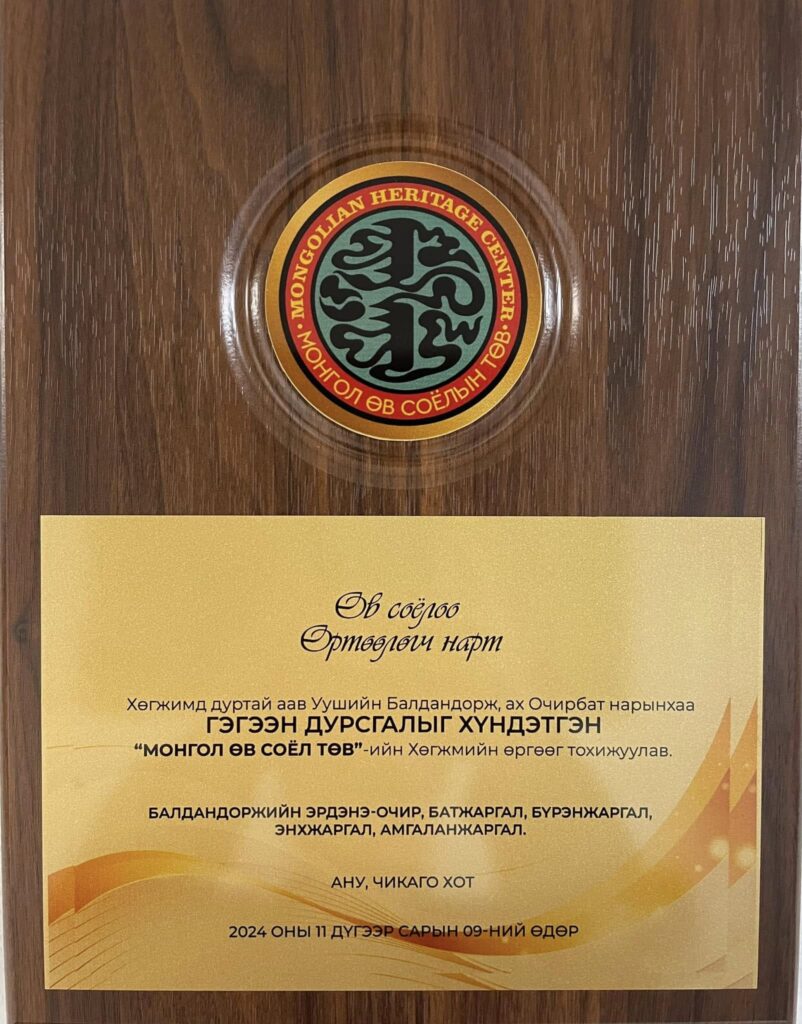 • MONGOLIAN HERITAGE CENTER •
МОНГОЛ ӨВ СОЁЛЫН ТӨВ
Өв соёлоо
Өртөөлөгч нарт
Хөгжимд дуртай аав Уушийн Балдандорж, ах Очирбат нарынхаа
ГЭГЭЭН ДУРСГАЛЫГ ХҮНДЭТГЭН
“МОНГОЛ ӨВ СОЁЛ ТӨВ”-ийн Хөгжмийн өргөөг тохижуулав.
БАЛДАНДОРЖИЙН ЭРДЭНЭ-ОЧИР, БАТЖАРГАЛ, БҮРЭНЖАРГАЛ,
ЭНХЖАРГАЛ, АМГАЛАНЖАРГАЛ.
АНУ, ЧИКАГО ХОТ
2024 ОНЫ 11 ДҮГЭЭР САРЫН 09-НИЙ ӨДӨР